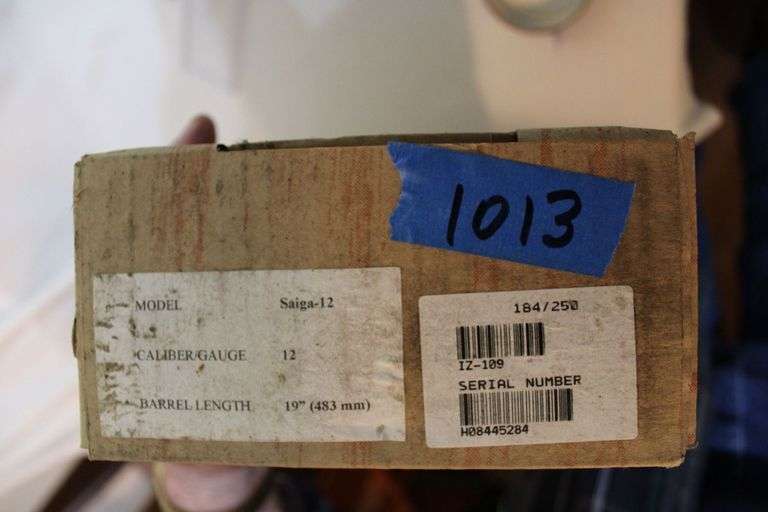 1013
MODEL Saiga-12
CALIBER/GAUGE 12
BARREL LENGTH 19” (483 mm)
184/250
IZ-109
SERIAL NUMBER
H08445284